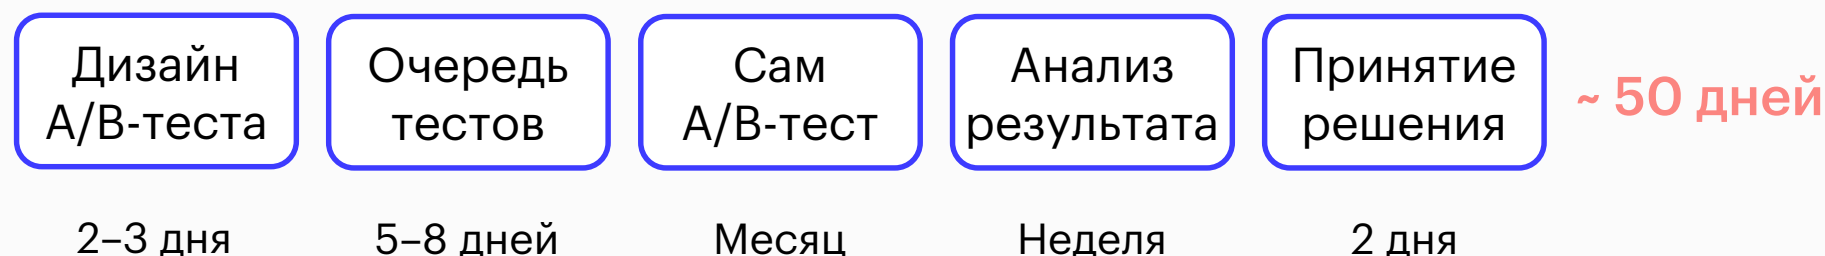 Дизайн
А/В-теста
Очередь
тестов
Сам
А/В-тест
Анализ
результата
Принятие
решения
~ 50 дней
2–3 дня
5–8 дней
Месяц
Неделя
2 дня